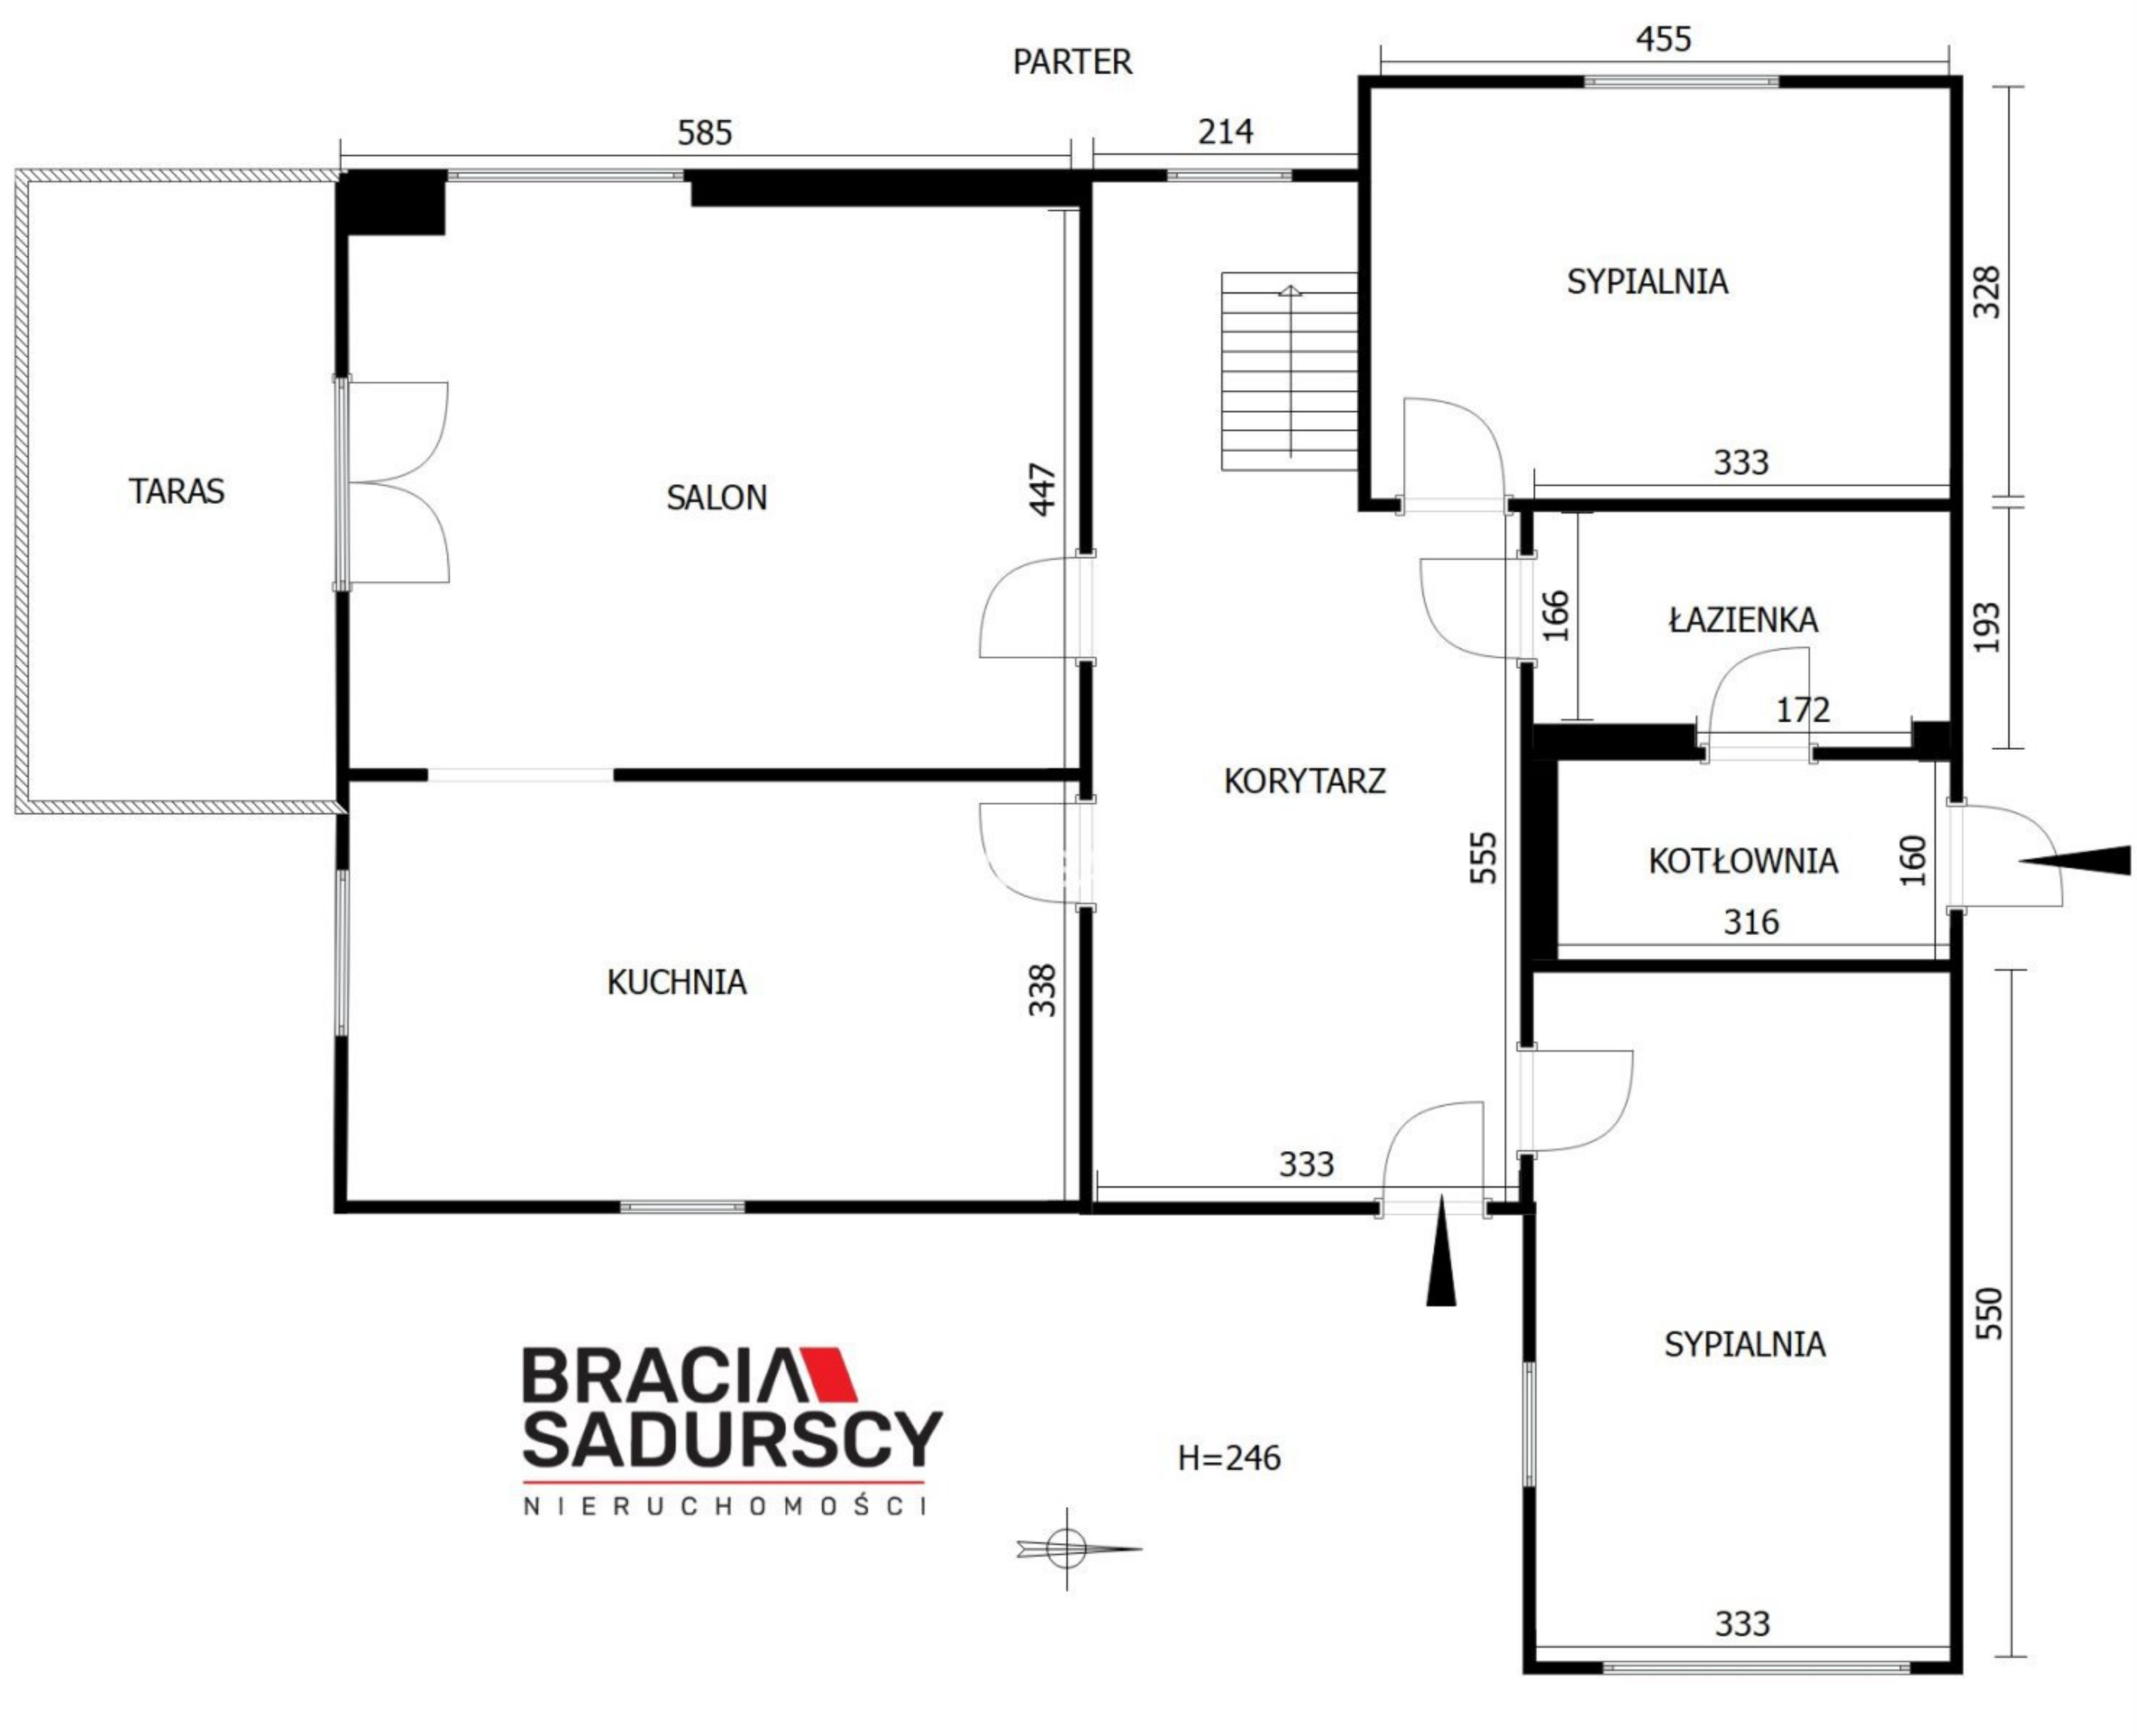 455
PARTER
585
214
SYPIALNIA
328
333
TARAS
SALON
447
166
ŁAZIENKA
193
172
KORYTARZ
555
KOTŁOWNIA
160
316
KUCHNIA
338
333
SYPIALNIA
550
BRACIA
SADURSCY
NIERUCHOMOŚCI
H=246
333